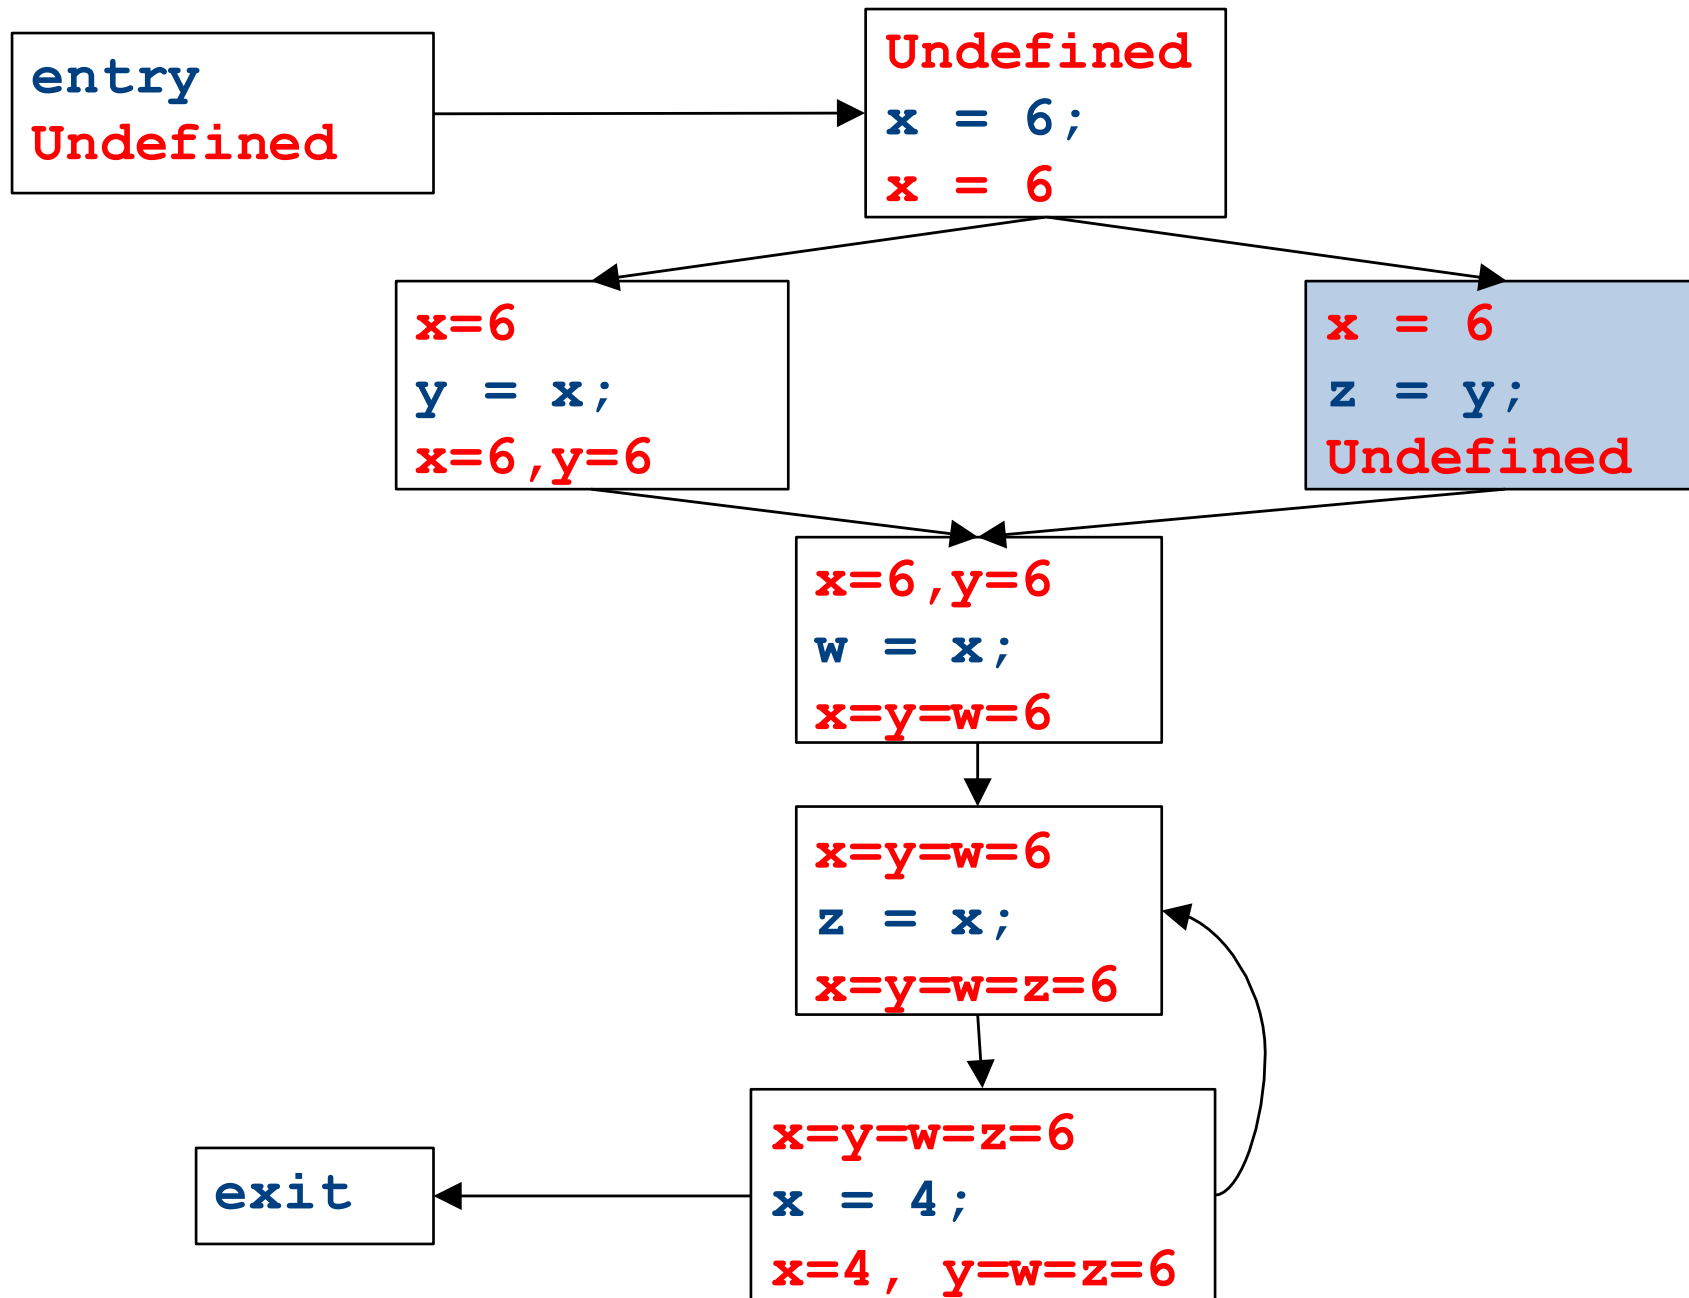 entry
Undefined
Undefined
x = 6;
x = 6
x=6
y = x;
x=6,y=6
x = 6
z = y;
Undefined
x=6,y=6
w = x;
x=y=w=6
x=y=w=6
z = x;
x=y=w=z=6
x=y=w=z=6
x = 4;
x=4, y=w=z=6
exit